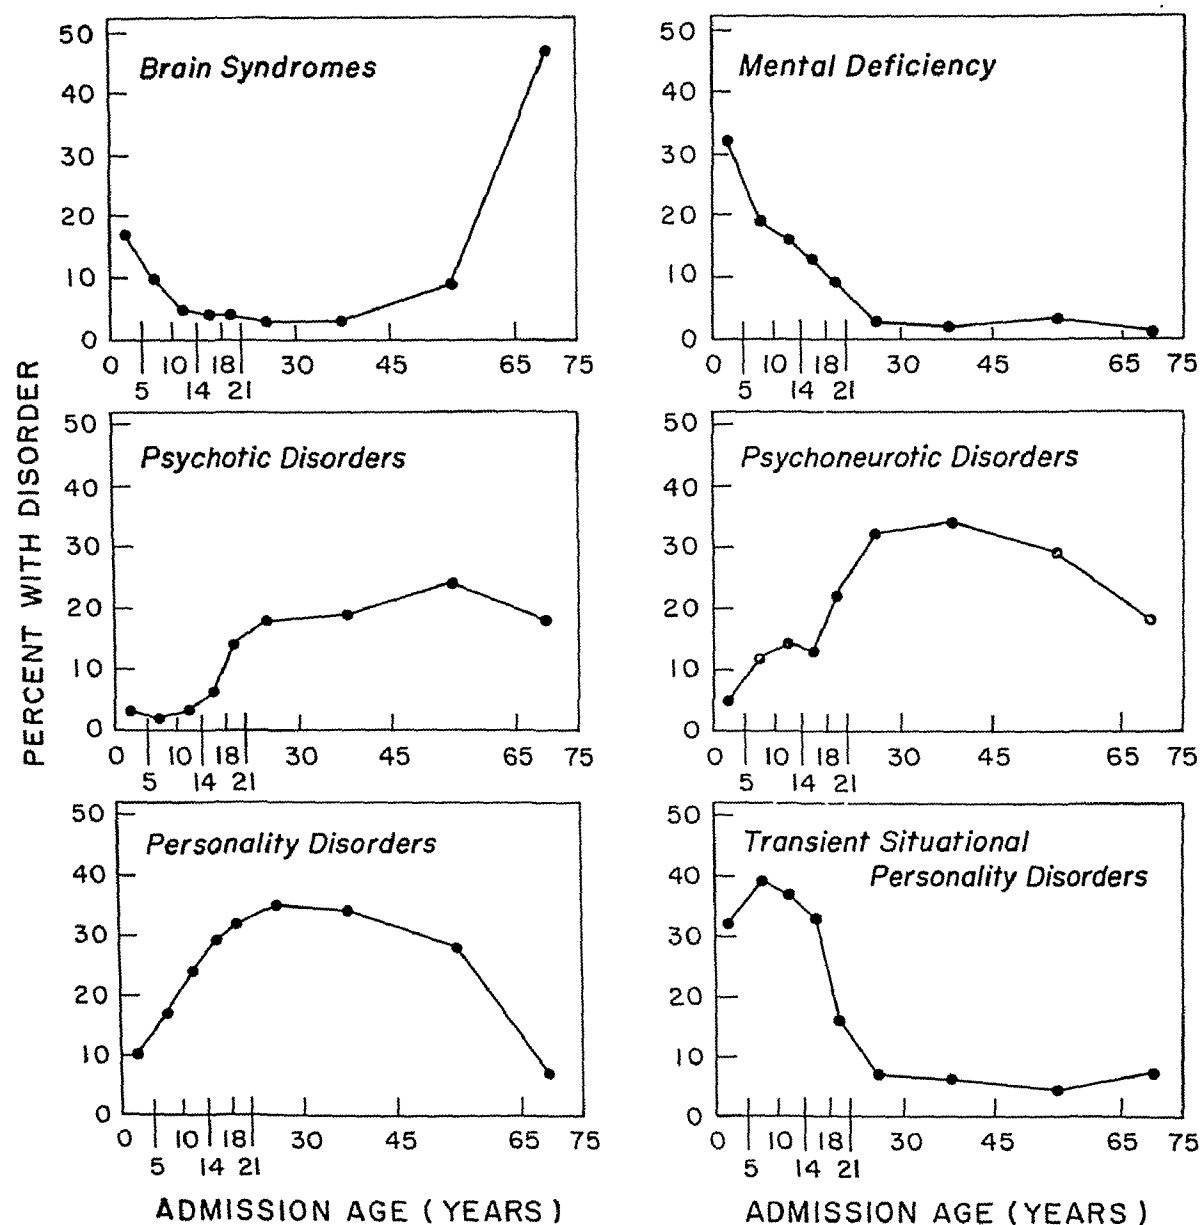 PERCENT WITH DISORDER
Brain Syndromes
50
40
30
20
10
0
0 10 18 30 45 65 75
5 14 21
Mental Deficiency
50
40
30
20
10
0
0 10 18 30 45 65 75
5 14 21
Psychotic Disorders
50
40
30
20
10
0
0 10 18 30 45 65 75
5 14 21
Psychoneurotic Disorders
50
40
30
20
10
0
0 10 18 30 45 65 75
5 14 21
Personality Disorders
50
40
30
20
10
0
0 10 18 30 45 65 75
5 14 21
ADMISSION AGE (YEARS)
Transient Situational
Personality Disorders
50
40
30
20
10
0
0 10 18 30 45 65 75
5 14 21
ADMISSION AGE (YEARS)